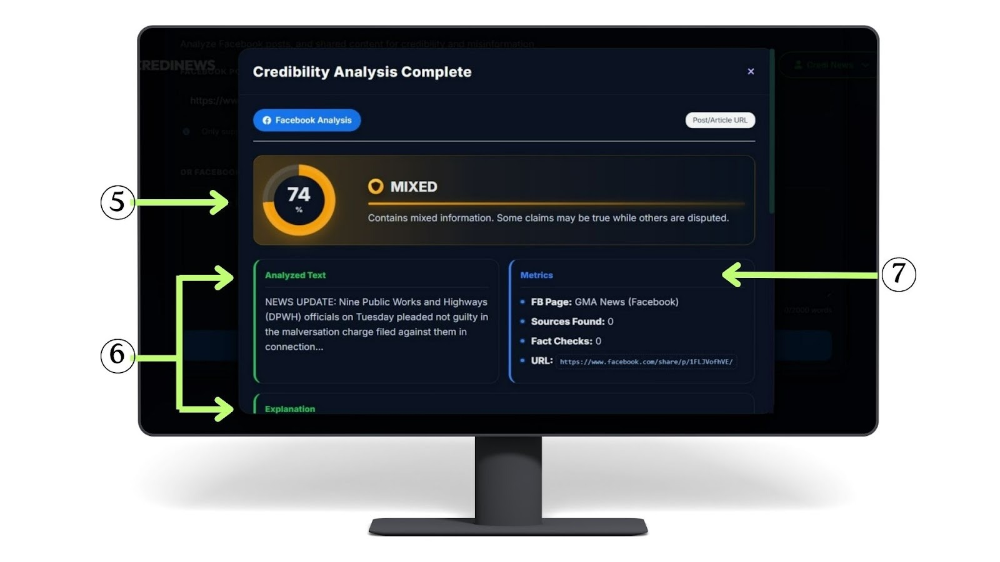 Analyze Facebook posts, and shared content for credibility and misinformation.
CREDINEWS
Credi News
FACEBOOK PO
https://ww
Only supp
OR FACEBOOK
0/2000 words
Credibility Analysis Complete
×
Facebook Analysis
Post/Article URL
5
74
%
MIXED
Contains mixed information. Some claims may be true while others are disputed.
6
Analyzed Text
NEWS UPDATE: Nine Public Works and Highways
(DPWH) officials on Tuesday pleaded not guilty in
the malversation charge filed against them in
connection...
7
Metrics
FB Page: GMA News (Facebook)
Sources Found: 0
Fact Checks: 0
URL: https://www.facebook.com/share/p/1FLJVofhVE/
Explanation